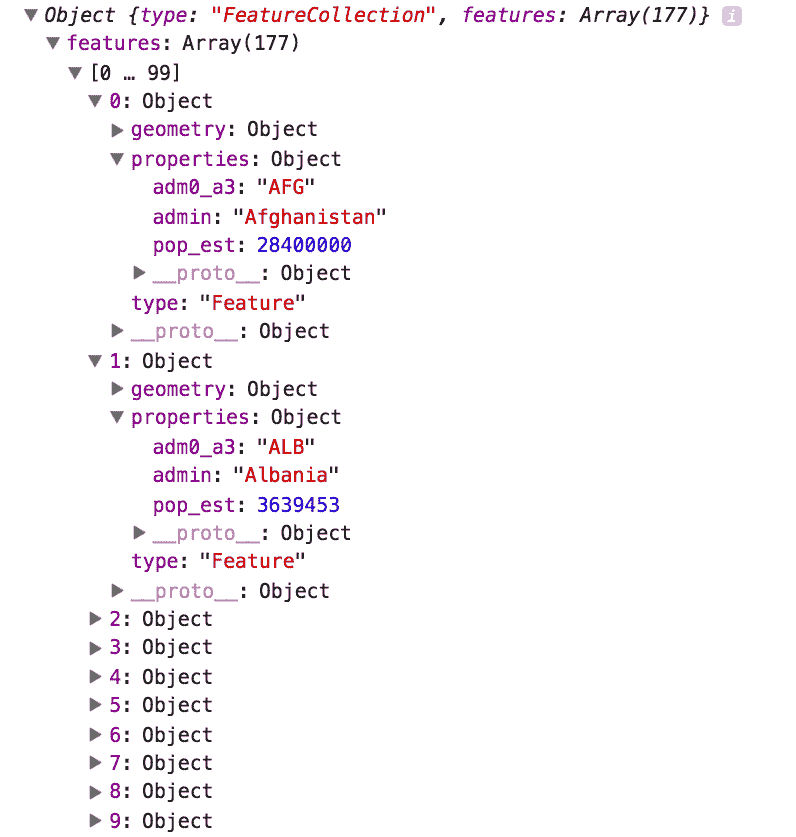 Object {type: "FeatureCollection", features: Array(177)} i
features: Array(177)
[0 … 99]
0: Object
geometry: Object
properties: Object
adm0_a3: "AFG"
admin: "Afghanistan"
pop_est: 28400000
__proto__: Object
type: "Feature"
__proto__: Object
1: Object
geometry: Object
properties: Object
adm0_a3: "ALB"
admin: "Albania"
pop_est: 3639453
__proto__: Object
type: "Feature"
__proto__: Object
2: Object
3: Object
4: Object
5: Object
6: Object
7: Object
8: Object
9: Object